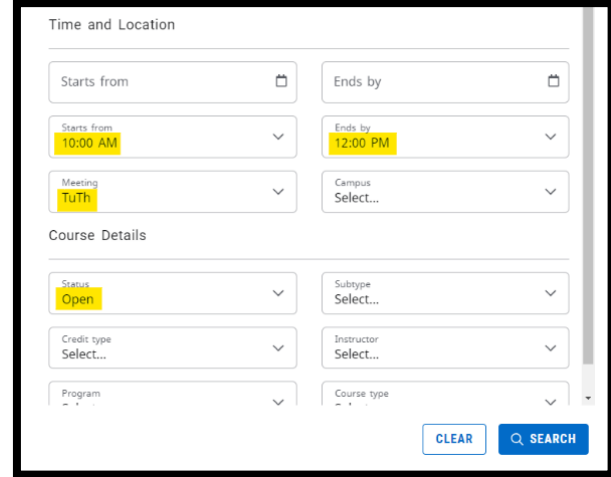 Time and Location
Starts from
Ends by
Starts from
Ends by
10:00 AM
12:00 PM
Meeting
Campus
TuTh
Select...
Course Details
Status
Subtype
Open
Select...
Credit type
Instructor
Select...
Select...
Program
Course type
CLEAR
SEARCH